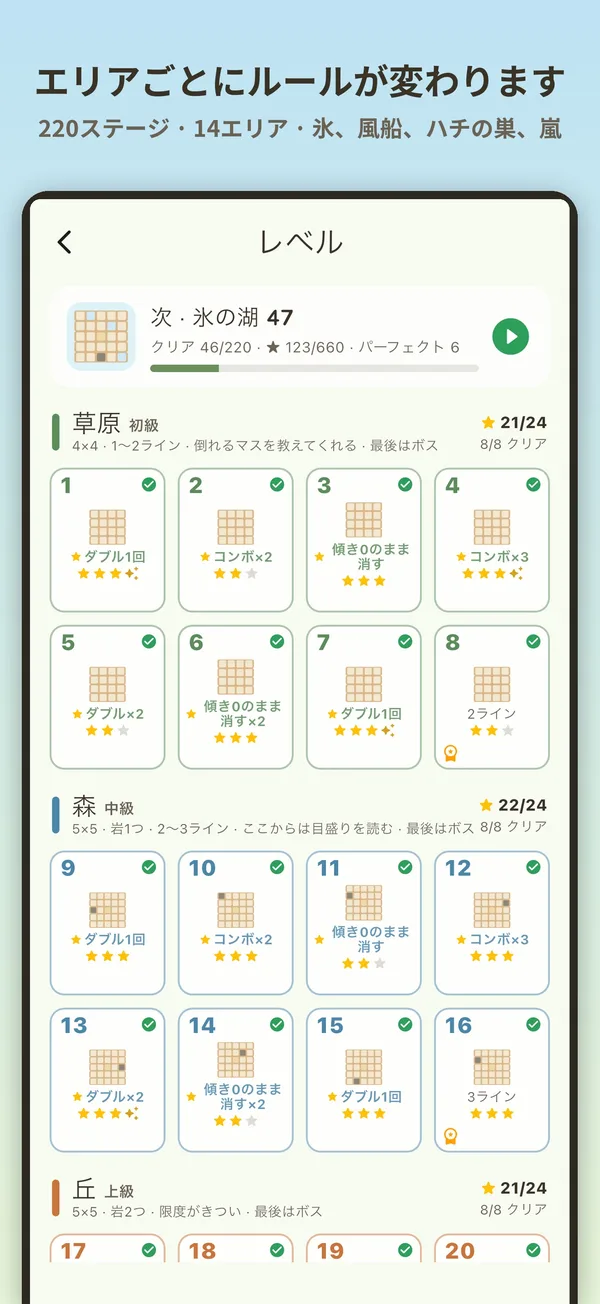 エリアごとにルールが変わります
220ステージ・14エリア・氷、風船、ハチの巣、嵐
レベル
次 · 氷の湖 47
クリア 46/220 · ★ 123/660 · パーフェクト 6
草原 初級
★ 21/24
4×4 · 1〜2ライン · 倒れるマスを教えてくれる · 最後はボス
8/8 クリア
1
2
3
4
★ダブル1回
★コンボ×2
★傾き0のまま
消す
★コンボ×3
5
6
7
8
★ダブル×2
★傾き0のまま
消す×2
★ダブル1回
2ライン
森 中級
★ 22/24
5×5 · 岩1つ · 2〜3ライン · ここからは目盛りを読む · 最後はボス
8/8 クリア
9
10
11
12
★ダブル1回
★コンボ×2
★傾き0のまま
消す
★コンボ×3
13
14
15
16
★ダブル×2
★傾き0のまま
消す×2
★ダブル1回
3ライン
丘 上級
★ 21/24
5×5 · 岩2つ · 限度がきつい · 最後はボス
8/8 クリア
17
18
19
20